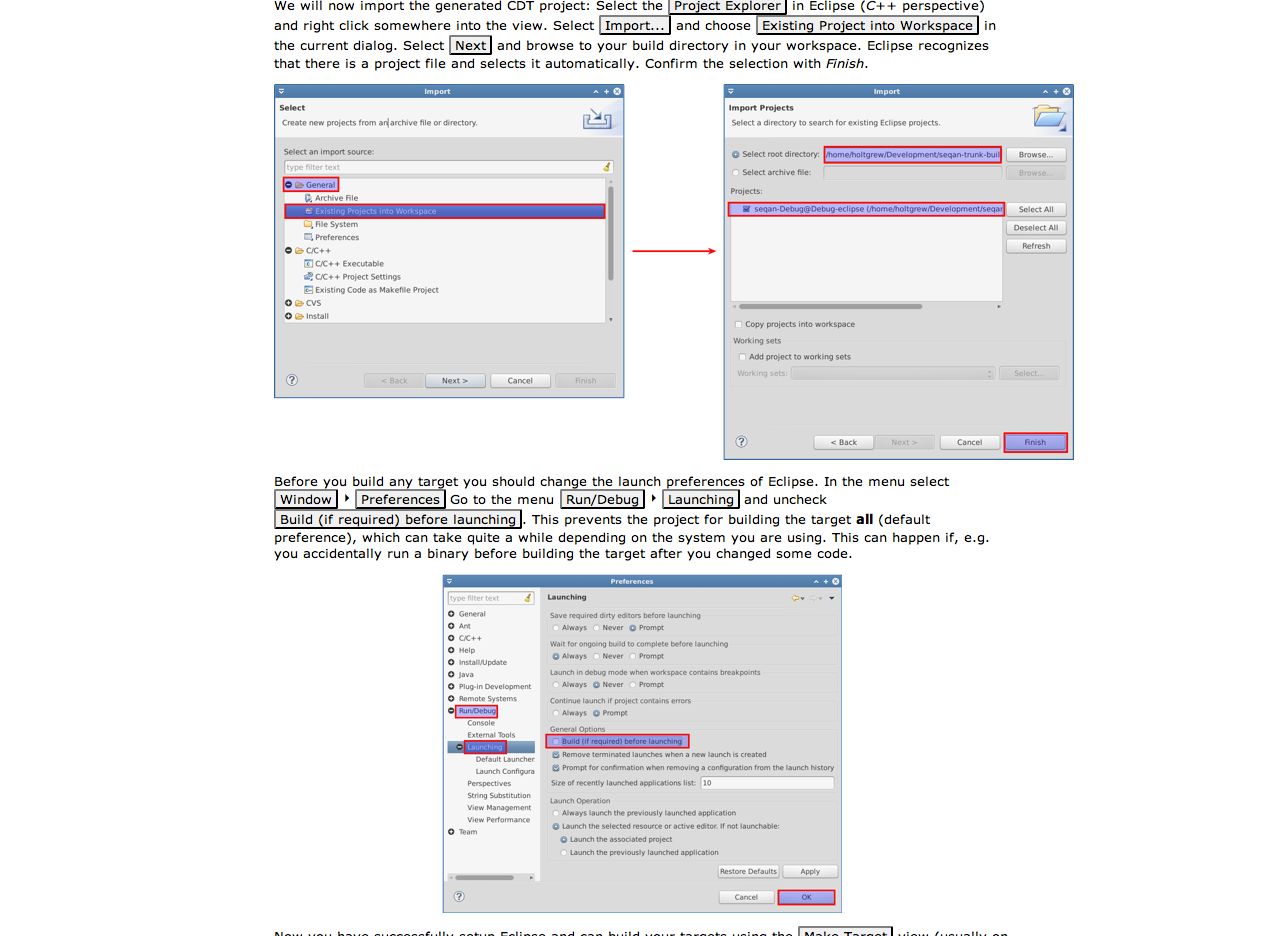 We will now import the generated CDT project: Select the Project Explorer in Eclipse (C++ perspective)
and right click somewhere into the view. Select Import... and choose Existing Project into Workspace in
the current dialog. Select Next and browse to your build directory in your workspace. Eclipse recognizes
that there is a project file and selects it automatically. Confirm the selection with Finish.
Import
Select
Create new projects from an archive file or directory.
Select an import source:
type filter text
General
Archive File
Existing Projects into Workspace
File System
Preferences
C/C++
C/C++ Executable
C/C++ Project Settings
Existing Code as Makefile Project
CVS
Install
< Back Next > Cancel Finish
Import
Import Projects
Select a directory to search for existing Eclipse projects.
Select root directory: /home/holtgrew/Development/seqan-trunk-buil Browse...
Select archive file: Browse...
Projects:
seqan-Debug@Debug-eclipse (/home/holtgrew/Development/seqan Select All
Deselect All
Refresh
Copy projects into workspace
Working sets
Add project to working sets
Working sets: Select...
< Back Next > Cancel Finish
Before you build any target you should change the launch preferences of Eclipse. In the menu select
Window ‣ Preferences Go to the menu Run/Debug ‣ Launching and uncheck
Build (if required) before launching. This prevents the project for building the target all (default
preference), which can take quite a while depending on the system you are using. This can happen if, e.g.
you accidentally run a binary before building the target after you changed some code.
Preferences
type filter text
General
Ant
C/C++
Help
Install/Update
Java
Plug-in Development
Remote Systems
Run/Debug
Console
External Tools
Launching
Default Launcher
Launch Configura
Perspectives
String Substitution
View Management
View Performance
Team
Launching
Save required dirty editors before launching
Always Never Prompt
Wait for ongoing build to complete before launching
Always Never Prompt
Launch in debug mode when workspace contains breakpoints
Always Never Prompt
Continue launch if project contains errors
Always Prompt
General Options
Build (if required) before launching
Remove terminated launches when a new launch is created
Prompt for confirmation when removing a configuration from the launch history
Size of recently launched applications list: 10
Launch Operation
Always launch the previously launched application
Launch the selected resource or active editor. If not launchable:
Launch the associated project
Launch the previously launched application
Restore Defaults Apply
Cancel OK
Now you have successfully setup Eclipse and can build your targets using the Make Target view (usually on